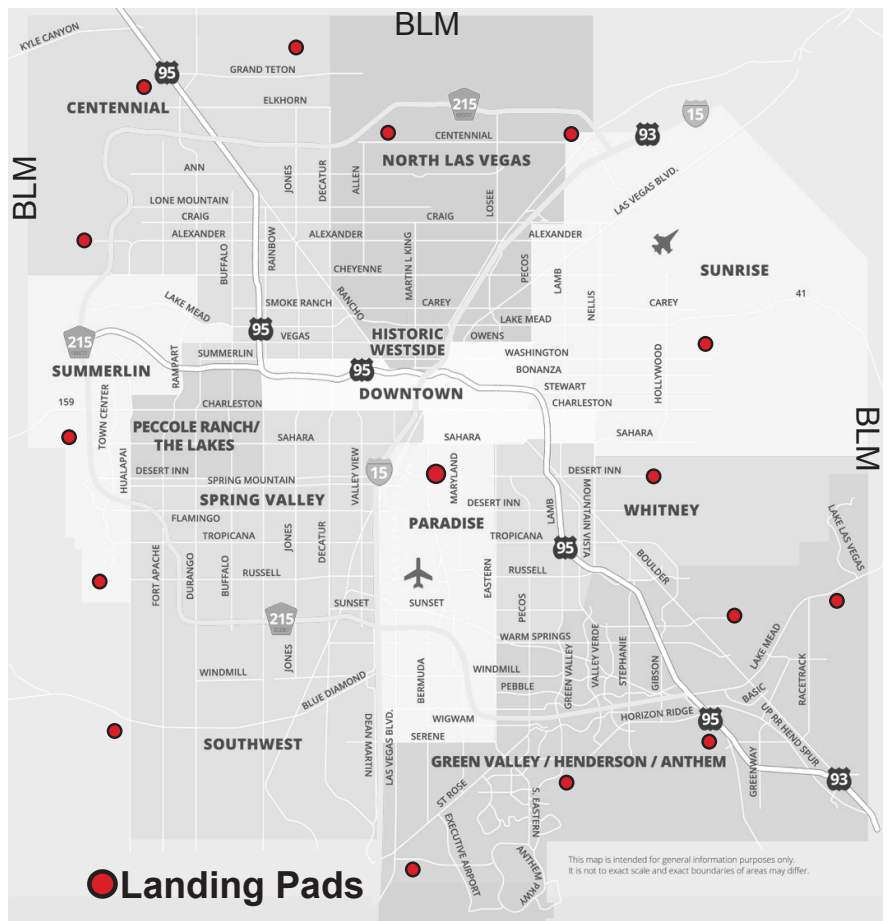 BLM
KYLE CANYON
95
GRAND TETON
CENTENNIAL
ELKHORN
215
15
93
CENTENNIAL
NORTH LAS VEGAS
BLM
ANN
JONES
DECATUR
ALLEN
LAS VEGAS BLVD.
LONE MOUNTAIN
CRAIG
CRAIG
LOSEE
ALEXANDER
ALEXANDER
ALEXANDER
BUFFALO
RAINBOW
CHEYENNE
MARTIN L KING
PECOS
LAMB
SUNRISE
LAKE MEAD
SMOKE RANCH
RANCHO
CAREY
NELLIS
CAREY
41
95
VEGAS
HISTORIC
WESTSIDE
LAKE MEAD
OWENS
215
SUMMERLIN
SUMMERLIN
RAMPART
95
WASHINGTON
BONANZA
STEWART
HOLLYWOOD
DOWNTOWN
159
TOWN CENTER
CHARLESTON
CHARLESTON
PECCOLE RANCH/
THE LAKES
SAHARA
SAHARA
SAHARA
BLM
HUALAPAI
DESERT INN
SPRING MOUNTAIN
VALLEY VIEW
15
MARYLAND
DESERT INN
SPRING VALLEY
DESERT INN
LAMB
MOUNTAIN VISTA
WHITNEY
FLAMINGO
PARADISE
TROPICANA
JONES
DECATUR
TROPICANA
95
LAKE LAS VEGAS
FORT APACHE
DURANGO
BUFFALO
RUSSELL
EASTERN
RUSSELL
BOULDER
SUNSET
SUNSET
PECOS
215
WARM SPRINGS
GREEN VALLEY
VALLEY VERDE
STEPHANIE
GIBSON
LAKE MEAD
RACETRACK
WINDMILL
JONES
BLUE DIAMOND
BERMUDA
WINDMILL
PEBBLE
BASIC
DEAN MARTIN
LAS VEGAS BLVD.
WIGWAM
HORIZON RIDGE
95
UP RR HEND SPUR
SOUTHWEST
SERENE
GREEN VALLEY / HENDERSON / ANTHEM
GREENWAY
93
ST ROSE
S. EASTERN
EXECUTIVE AIRPORT
ANTHEM PKWY
This map is intended for general information purposes only.
It is not to exact scale and exact boundaries of areas may differ.
Landing Pads